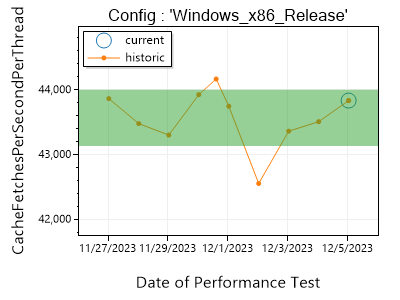 Config : 'Windows_x86_Release'
current
historic
CacheFetchesPerSecondPerThread
44,000
43,000
42,000
11/27/2023
11/29/2023
12/1/2023
12/3/2023
12/5/2023
Date of Performance Test